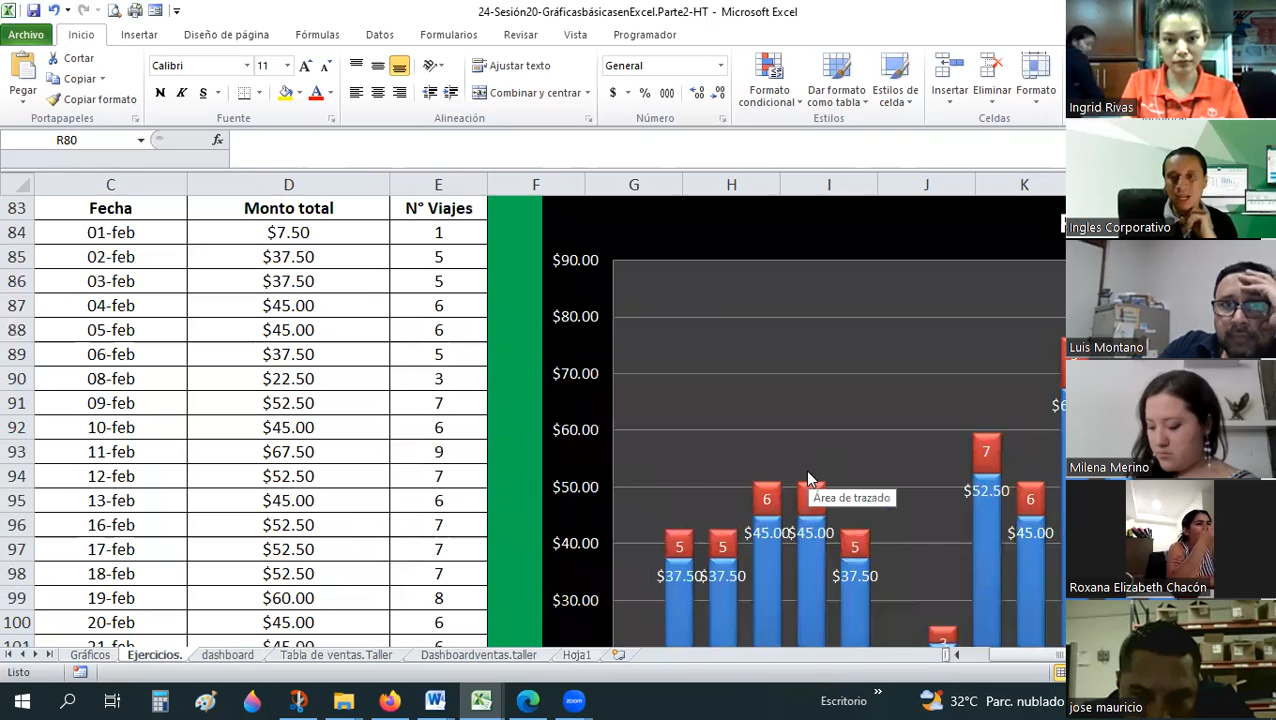 24-Sesión20-GráficasbásicasenExcel.Parte2-HT - Microsoft Excel
Archivo Inicio Insertar Diseño de página Fórmulas Datos Formularios Revisar Vista Programador
Pegar Cortar Copiar Copiar formato
Calibri 11
N K S
Ajustar texto
Combinar y centrar
General
$ % 000
Formato condicional Dar formato como tabla Estilos de celda Insertar Eliminar Formato
Portapapeles Fuente Alineación Número Estilos Celdas
R80 fx
C D E F G H I J K
83 Fecha Monto total N° Viajes
84 01-feb $7.50 1
85 02-feb $37.50 5
86 03-feb $37.50 5
87 04-feb $45.00 6
88 05-feb $45.00 6
89 06-feb $37.50 5
90 08-feb $22.50 3
91 09-feb $52.50 7
92 10-feb $45.00 6
93 11-feb $67.50 9
94 12-feb $52.50 7
95 13-feb $45.00 6
96 16-feb $52.50 7
97 17-feb $52.50 7
98 18-feb $52.50 7
99 19-feb $60.00 8
100 20-feb $45.00 6
101 21-feb $45.00 6
$90.00
$80.00
$70.00
$60.00
$50.00
$40.00
$30.00
7
$52.50
6 6
$45.00 $45.00 $45.00
5 5 5
$37.50 $37.50 $37.50
Área de trazado
Gráficos Ejercicios. dashboard Tabla de ventas.Taller Dashboardventas.taller Hoja1
Listo
Escritorio » 32°C Parc. nublado
Ingrid Rivas
Ingles Corporativo
Luis Montano
Milena Merino
Roxana Elizabeth Chacón
jose mauricio